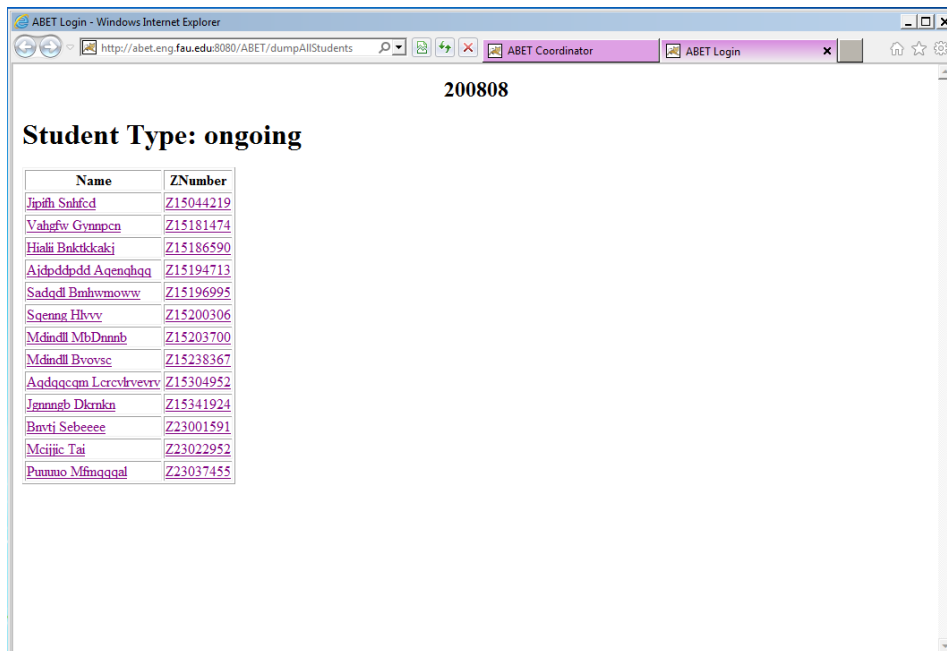 ABET Login - Windows Internet Explorer
http://abet.eng.fau.edu:8080/ABET/dumpAllStudents ABET Coordinator ABET Login
200808
Student Type: ongoing
Name ZNumber
Jipifh Snhfcd Z15044219
Vahgfw Gynnpcn Z15181474
Hialii Bnktkkakj Z15186590
Ajdpddpdd Aqenqhqq Z15194713
Sadqdl Bmhwmoww Z15196995
Sqenng Hlvvv Z15200306
Mdindll MbDnnnb Z15203700
Mdindll Bvovsc Z15238367
Aqdqqcqm Lcrcvlrvevrv Z15304952
Jgnnngb Dkrnkn Z15341924
Bnvtj Sebeeee Z23001591
Mcijjic Tai Z23022952
Puuuuo Mfmqqqal Z23037455